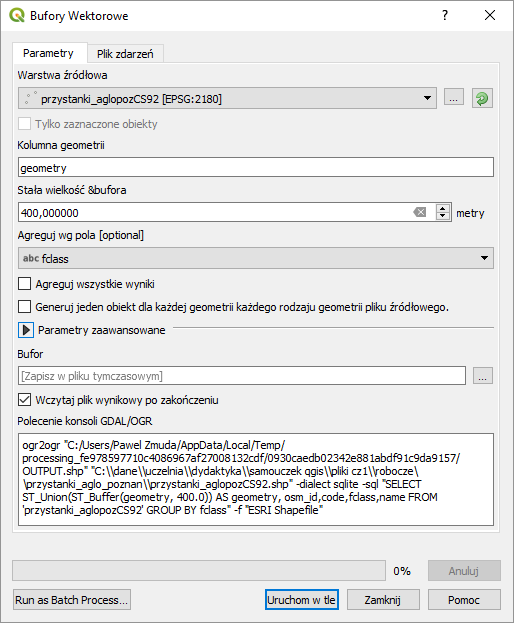 Bufory Wektorowe
?
Parametry
Plik zdarzeń
Warstwa źródłowa
przystanki_aglopozCS92 [EPSG:2180]
...
Tylko zaznaczone obiekty
Kolumna geometrii
geometry
Stała wielkość &bufora
400,000000
metry
Agreguj wg pola [optional]
abc fclass
Agreguj wszystkie wyniki
Generuj jeden obiekt dla każdej geometrii każdego rodzaju geometrii pliku źródłowego.
Parametry zaawansowane
Bufor
[Zapisz w pliku tymczasowym]
...
Wczytaj plik wynikowy po zakończeniu
Polecenie konsoli GDAL/OGR
ogr2ogr "C:/Users/Pawel Zmuda/AppData/Local/Temp/
processing_fe978597710c4086967af27008132cdf/0930caedb02342e881abdf91c9da9157/
OUTPUT.shp" "C:\\dane\\uczelnia\\dydaktyka\\samouczek qgis\\pliki cz1\\robocze\
\przystanki_aglo_poznan\\przystanki_aglopozCS92.shp" -dialect sqlite -sql "SELECT
ST_Union(ST_Buffer(geometry, 400.0)) AS geometry, osm_id,code,fclass,name FROM
'przystanki_aglopozCS92' GROUP BY fclass" -f "ESRI Shapefile"
0%
Anuluj
Run as Batch Process...
Uruchom w tle
Zamknij
Pomoc